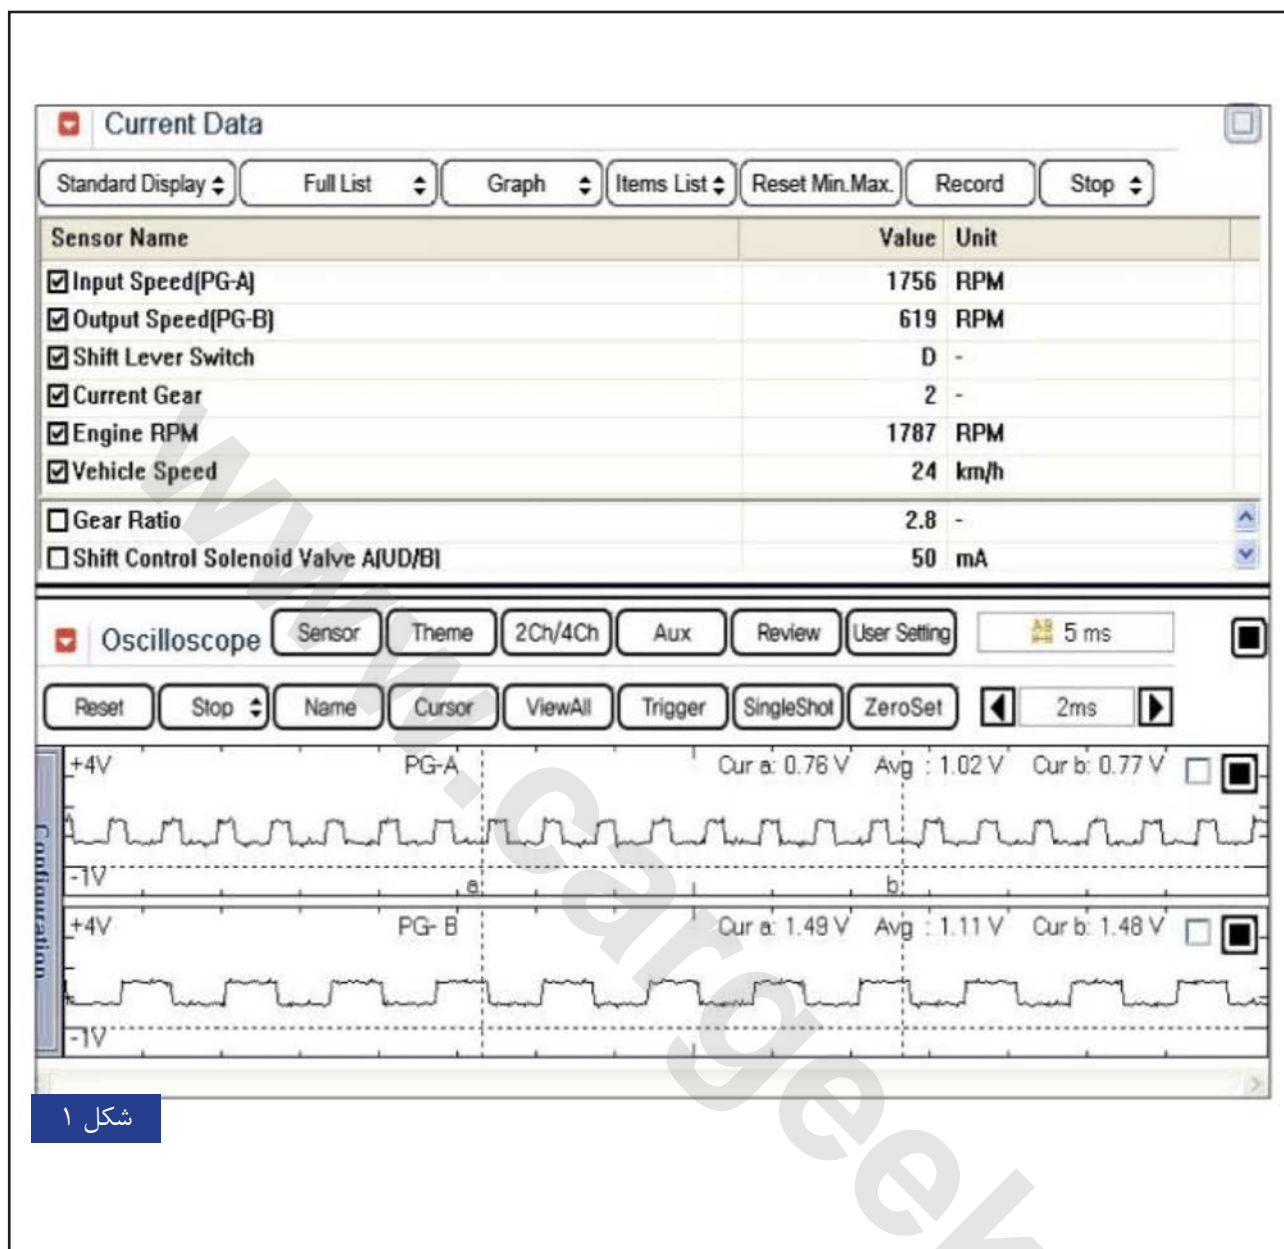 Current Data
Standard Display Full List Graph Items List Reset Min.Max. Record Stop
Sensor Name Value Unit
Input Speed(PG-A) 1756 RPM
Output Speed(PG-B) 619 RPM
Shift Lever Switch D -
Current Gear 2 -
Engine RPM 1787 RPM
Vehicle Speed 24 km/h
Gear Ratio 2.8 -
Shift Control Solenoid Valve A(UD/B) 50 mA
Oscilloscope Sensor Theme 2Ch/4Ch Aux Review User Setting AB 5 ms
Reset Stop Name Cursor ViewAll Trigger SingleShot ZeroSet 2ms
Configuration
+4V PG-A Cur a: 0.76 V Avg : 1.02 V Cur b: 0.77 V
-1V a b
+4V PG- B Cur a: 1.49 V Avg : 1.11 V Cur b: 1.48 V
-1V
شکل ۱
www.cargeek